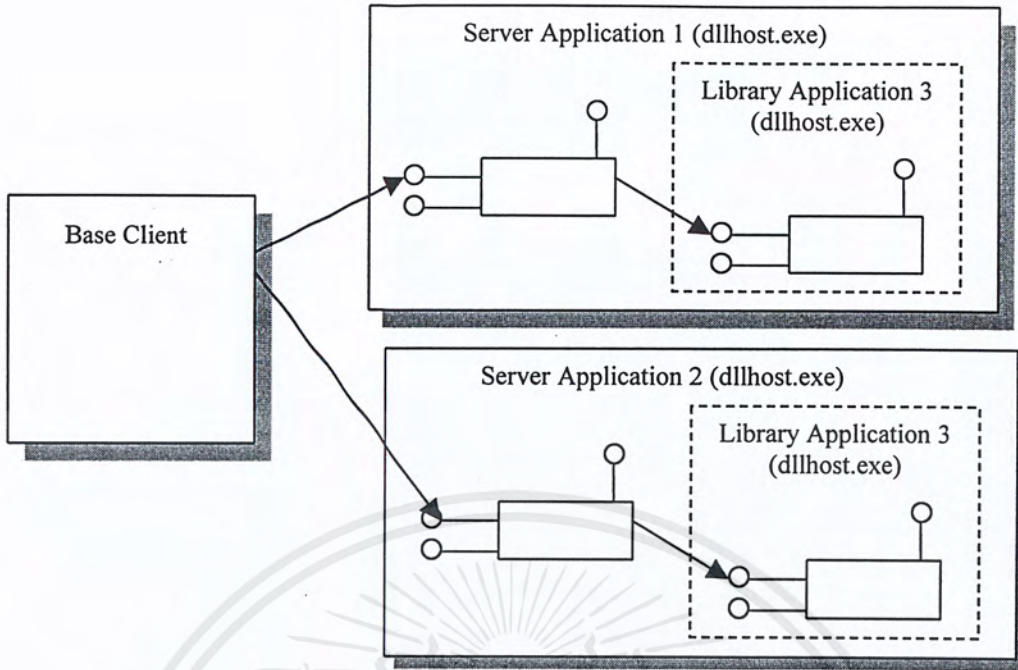 Server Application 1 (dllhost.exe)
Library Application 3
(dllhost.exe)
Base Client
Server Application 2 (dllhost.exe)
Library Application 3
(dllhost.exe)